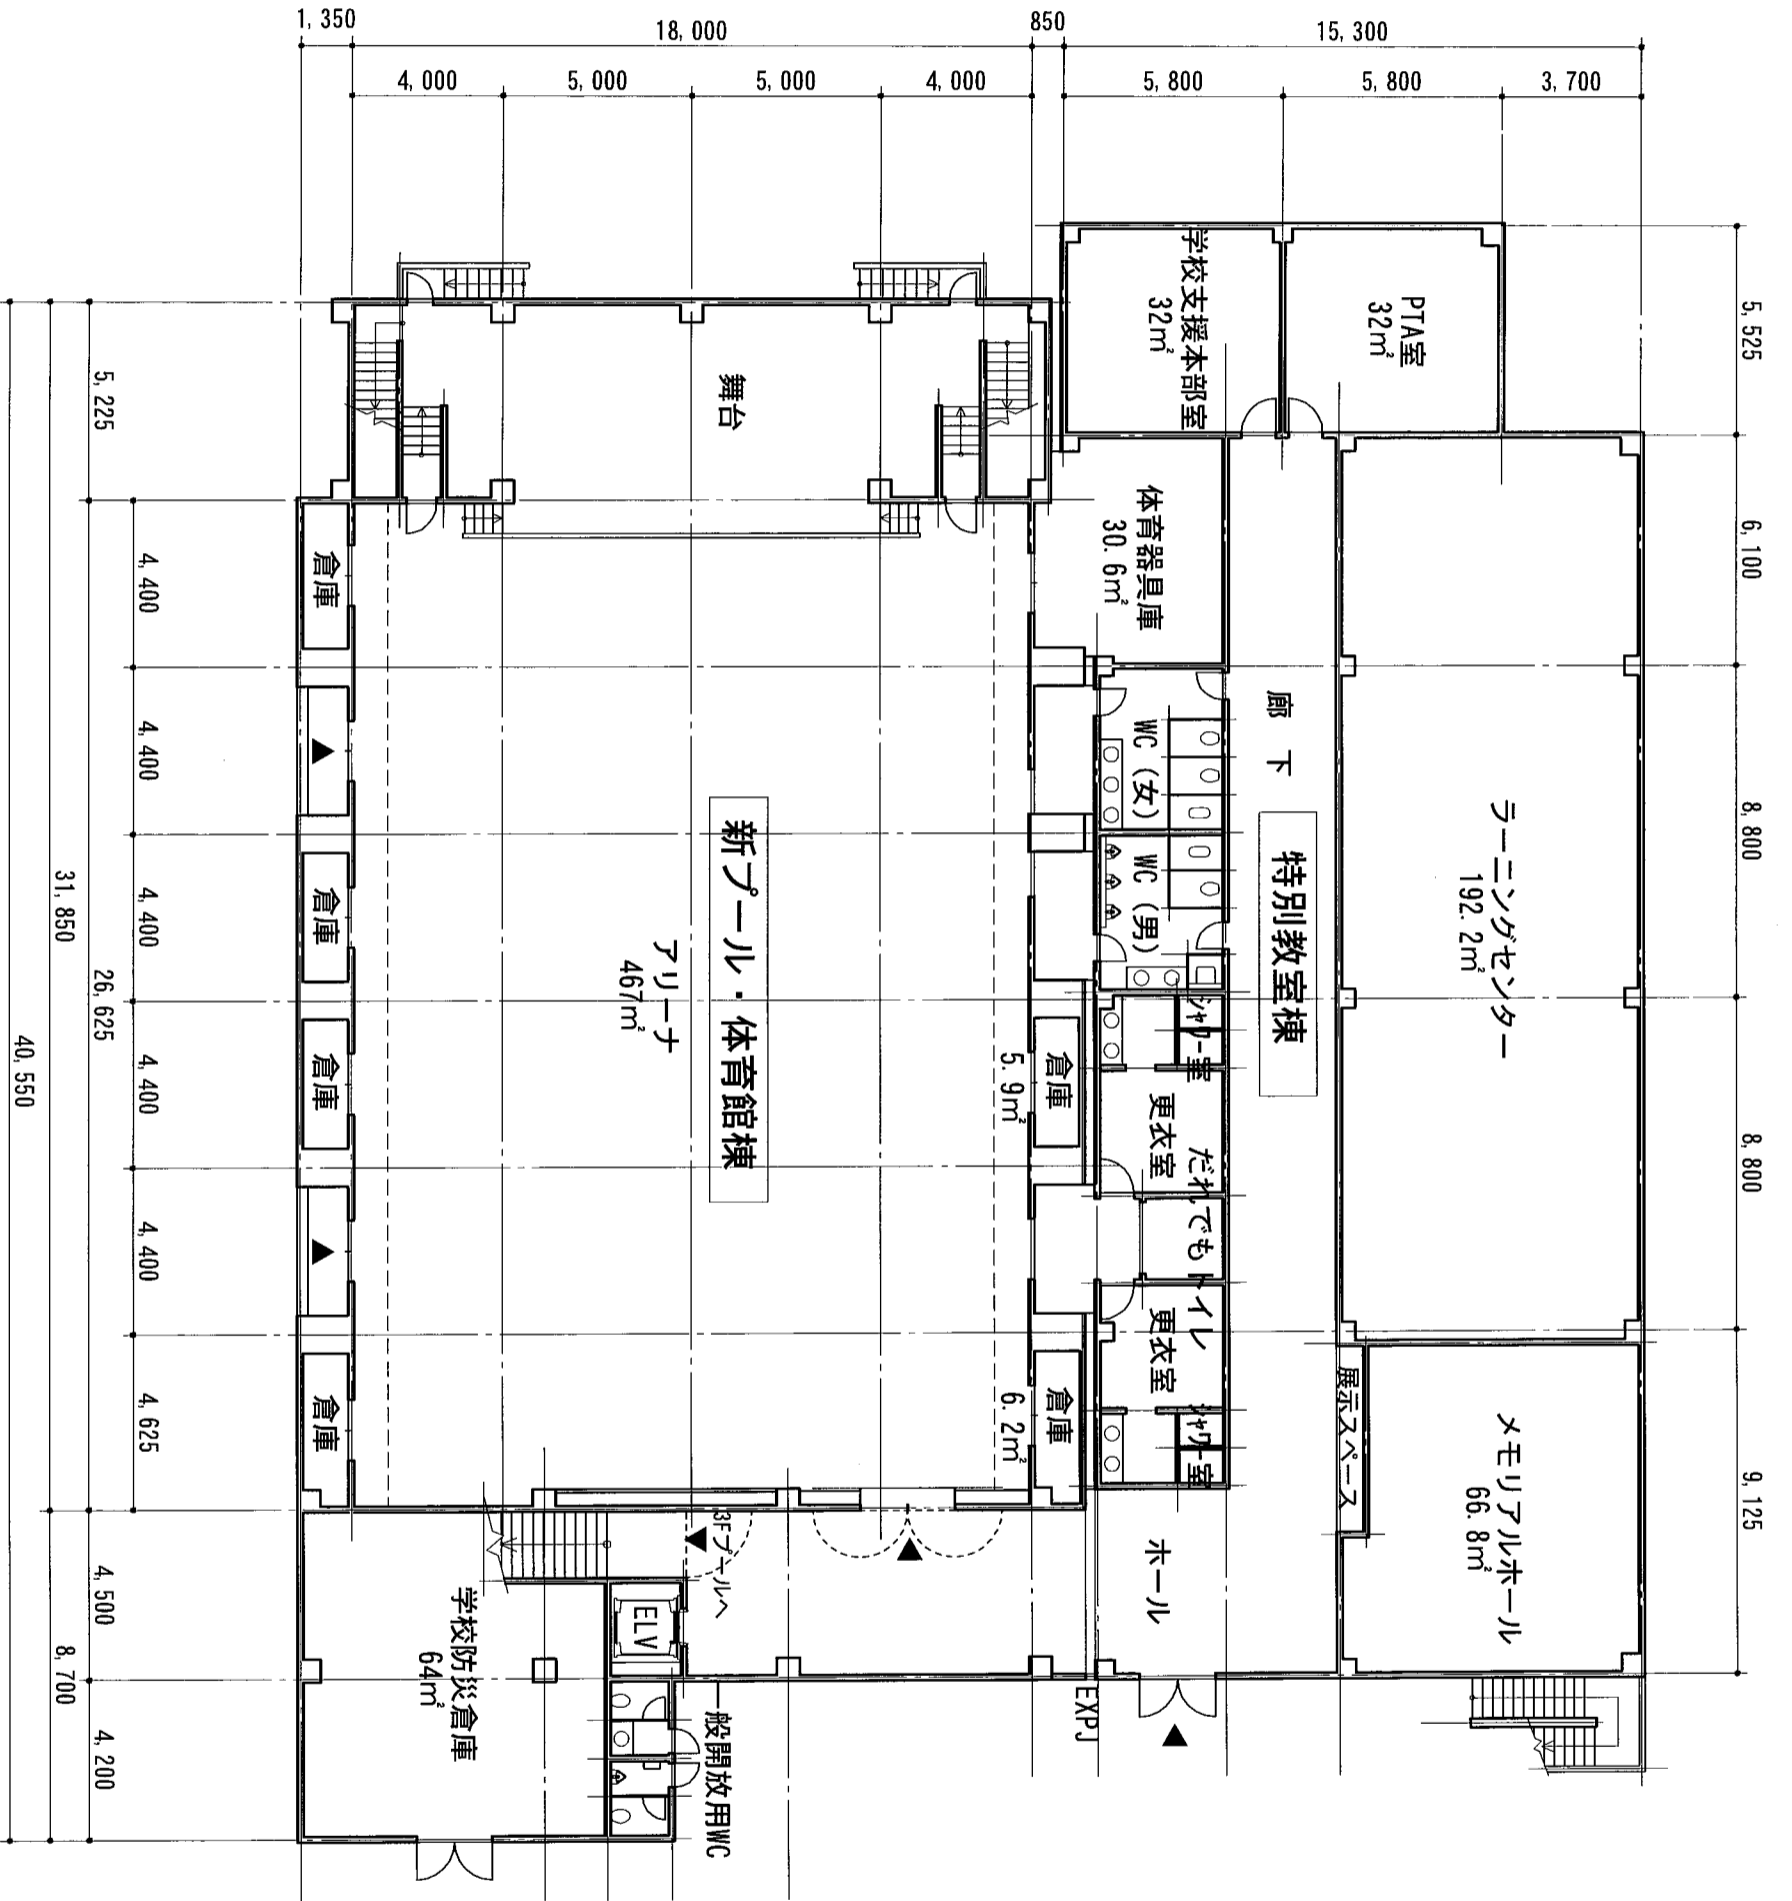 1,350
18,000
850
15,300
4,000
5,000
5,000
4,000
5,800
5,800
3,700
5,525
6,100
8,800
8,800
9,125
学校支援本部室
32㎡
PTA室
32㎡
舞台
体育器具庫
30.6㎡
廊下
WC（女）
WC（男）
特別教室棟
ラーニングセンター
192.2㎡
シャワー室
更衣室
だれでもトイレ
更衣室
シャワー室
展示スペース
メモリアルホール
66.8㎡
ホール
EXPJ
新プール・体育館棟
アリーナ
467㎡
倉庫
5.9㎡
倉庫
6.2㎡
倉庫
倉庫
倉庫
倉庫
3Fプールへ
ELV
学校防災倉庫
64㎡
一般開放用WC
5,225
4,400
4,400
4,400
4,400
4,400
4,625
26,625
4,500
4,200
31,850
8,700
40,550